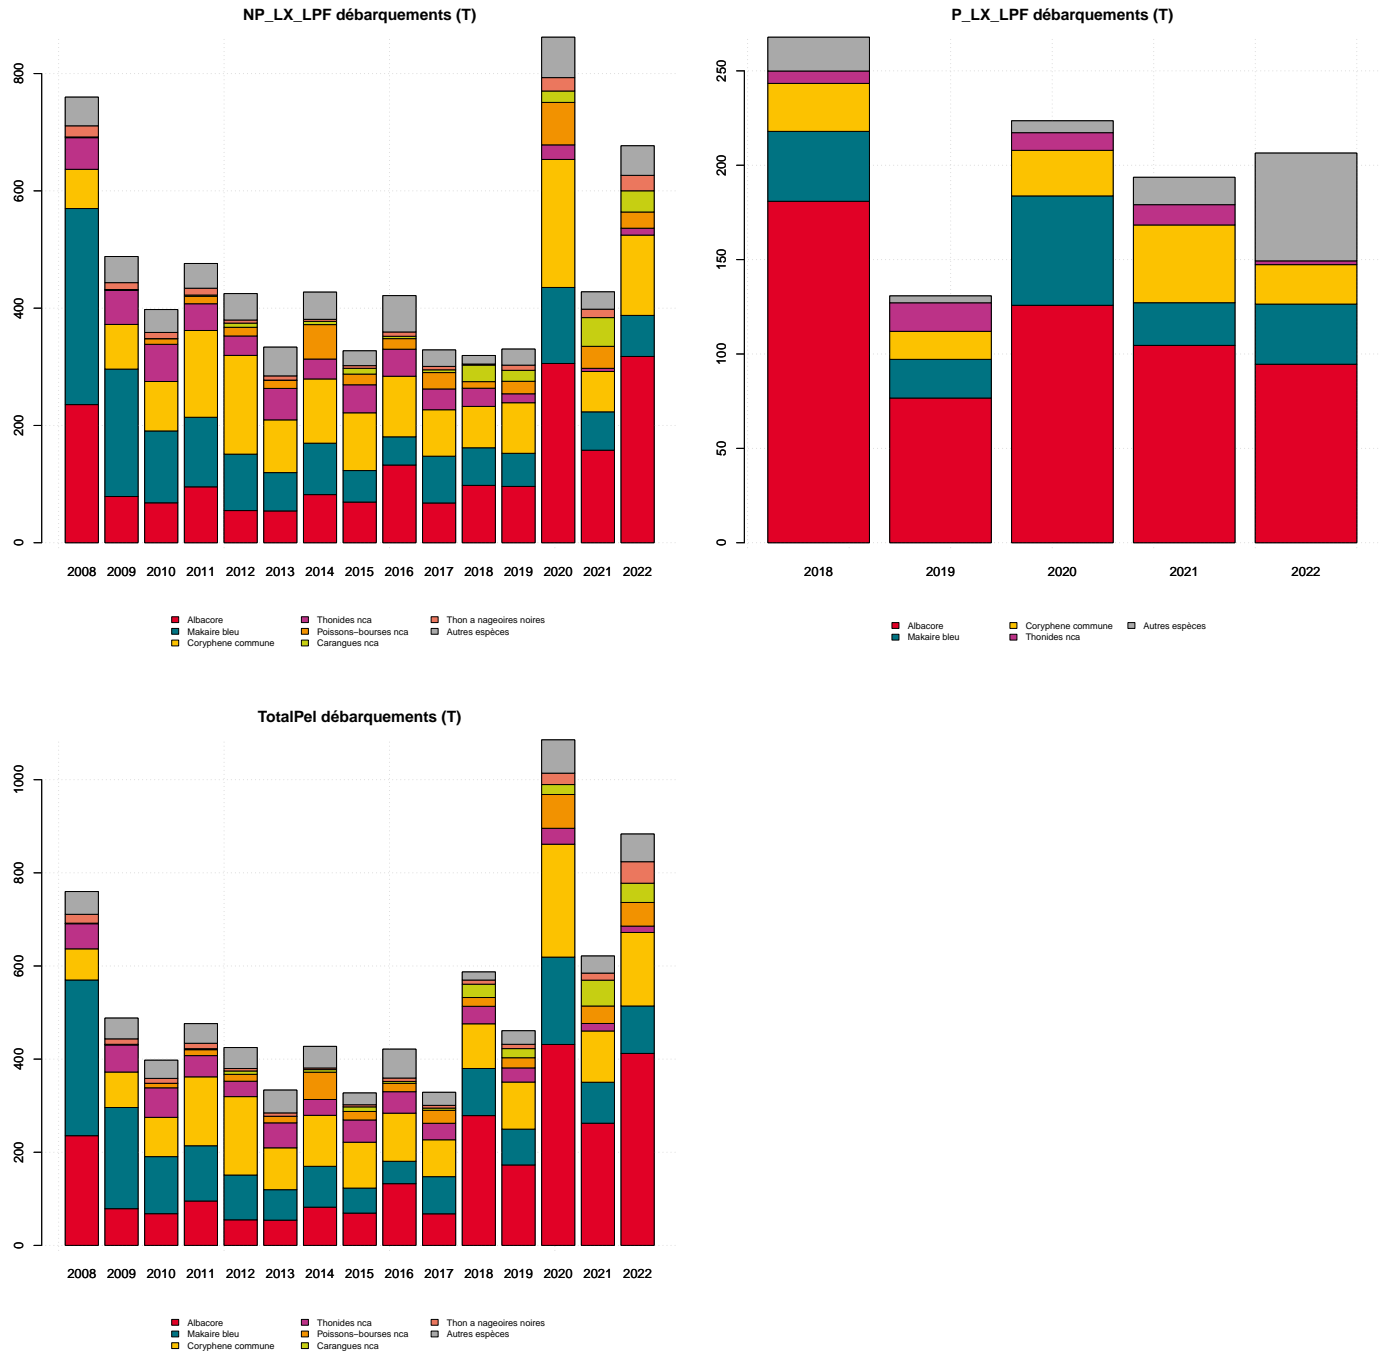 NP_LX_LPF débarquements (T)
0 200 400 600 800
2008 2009 2010 2011 2012 2013 2014 2015 2016 2017 2018 2019 2020 2021 2022
Albacore Thonides nca Thon a nageoires noires
Makaire bleu Poissons−bourses nca Autres espèces
Coryphene commune Carangues nca
P_LX_LPF débarquements (T)
0 50 100 150 200 250
2018 2019 2020 2021 2022
Albacore Coryphene commune Autres espèces
Makaire bleu Thonides nca
TotalPel débarquements (T)
0 200 400 600 800 1000
2008 2009 2010 2011 2012 2013 2014 2015 2016 2017 2018 2019 2020 2021 2022
Albacore Thonides nca Thon a nageoires noires
Makaire bleu Poissons−bourses nca Autres espèces
Coryphene commune Carangues nca